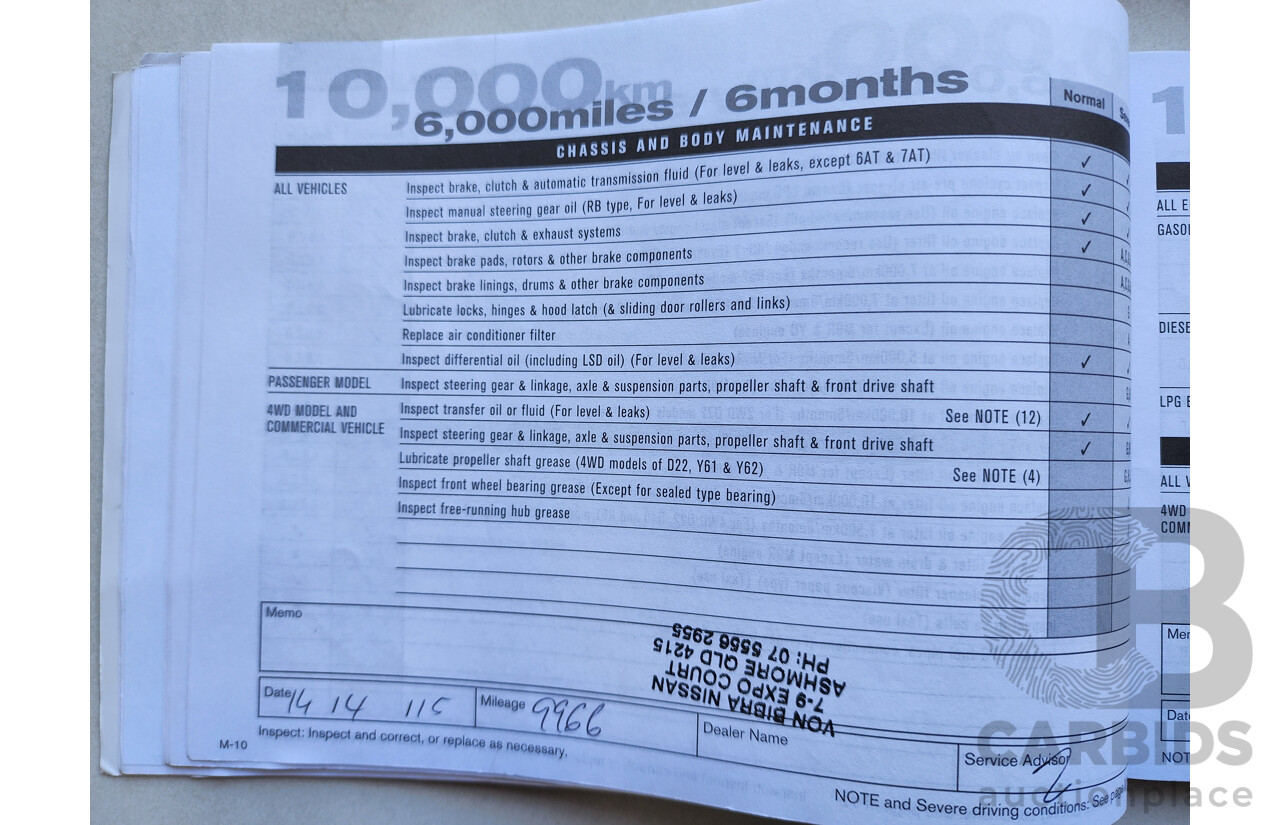 10,000km
6,000miles / 6months
Normal
CHASSIS AND BODY MAINTENANCE
ALL VEHICLES
Inspect brake, clutch & automatic transmission fluid (For level & leaks, except 6AT & 7AT) ✓
Inspect manual steering gear oil (RB type, For level & leaks) ✓
Inspect brake, clutch & exhaust systems ✓
Inspect brake pads, rotors & other brake components ✓
Inspect brake linings, drums & other brake components
Lubricate locks, hinges & hood latch (& sliding door rollers and links)
Replace air conditioner filter
Inspect differential oil (including LSD oil) (For level & leaks) ✓
PASSENGER MODEL
Inspect steering gear & linkage, axle & suspension parts, propeller shaft & front drive shaft
4WD MODEL AND
COMMERCIAL VEHICLE
Inspect transfer oil or fluid (For level & leaks) See NOTE (12) ✓
Inspect steering gear & linkage, axle & suspension parts, propeller shaft & front drive shaft ✓
Lubricate propeller shaft grease (4WD models of D22, Y61 & Y62) See NOTE (4)
Inspect front wheel bearing grease (Except for sealed type bearing)
Inspect free-running hub grease
Memo
VON BIBRA NISSAN
7-9 EXPO COURT
ASHMORE QLD 4215
PH: 07 5556 2955
Date 14 14 115
Mileage 9966
Dealer Name
Service Advisor
M-10
Inspect: Inspect and correct, or replace as necessary.
NOTE and Severe driving conditions: See
ALL E
GASO
DIESE
LPG E
ALL V
4WD
COMM
Mer
Date
NOT
CARBIDS
auctionplace